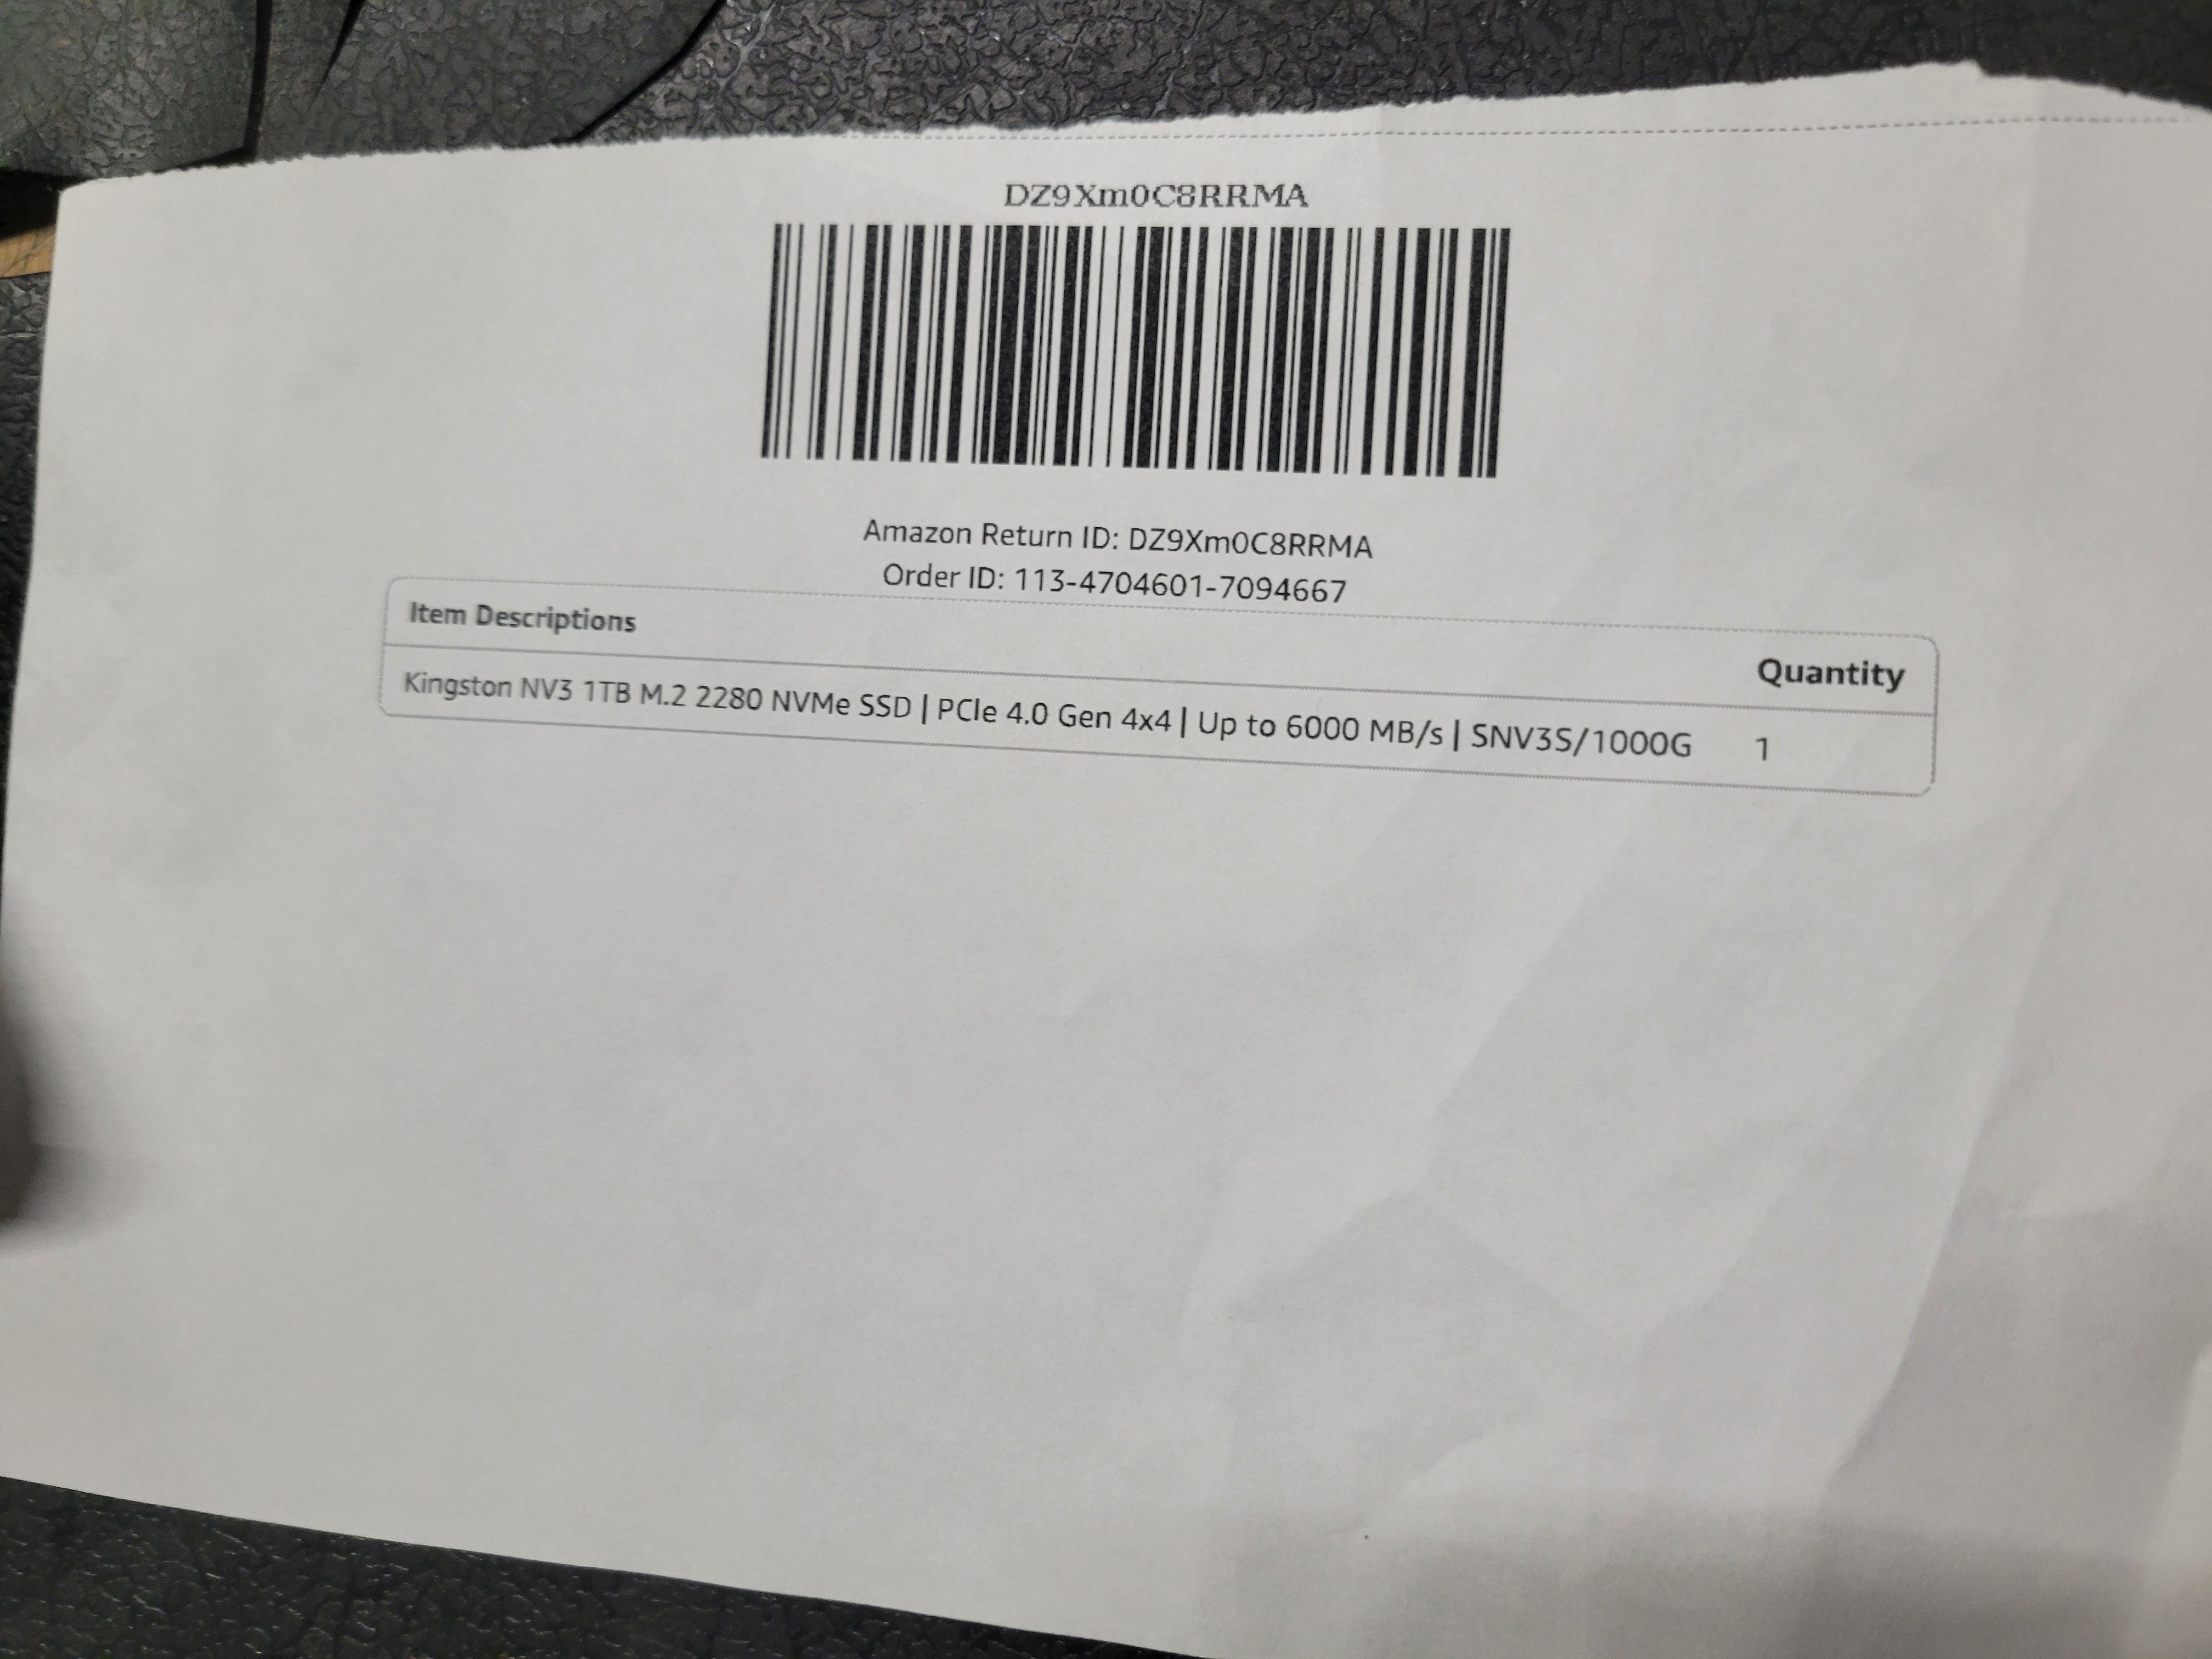 DZ9Xm0C8RRMA
Amazon Return ID: DZ9Xm0C8RRMA
Order ID: 113-4704601-7094667
Item Descriptions Quantity
Kingston NV3 1TB M.2 2280 NVMe SSD | PCIe 4.0 Gen 4x4 | Up to 6000 MB/s | SNV3S/1000G 1